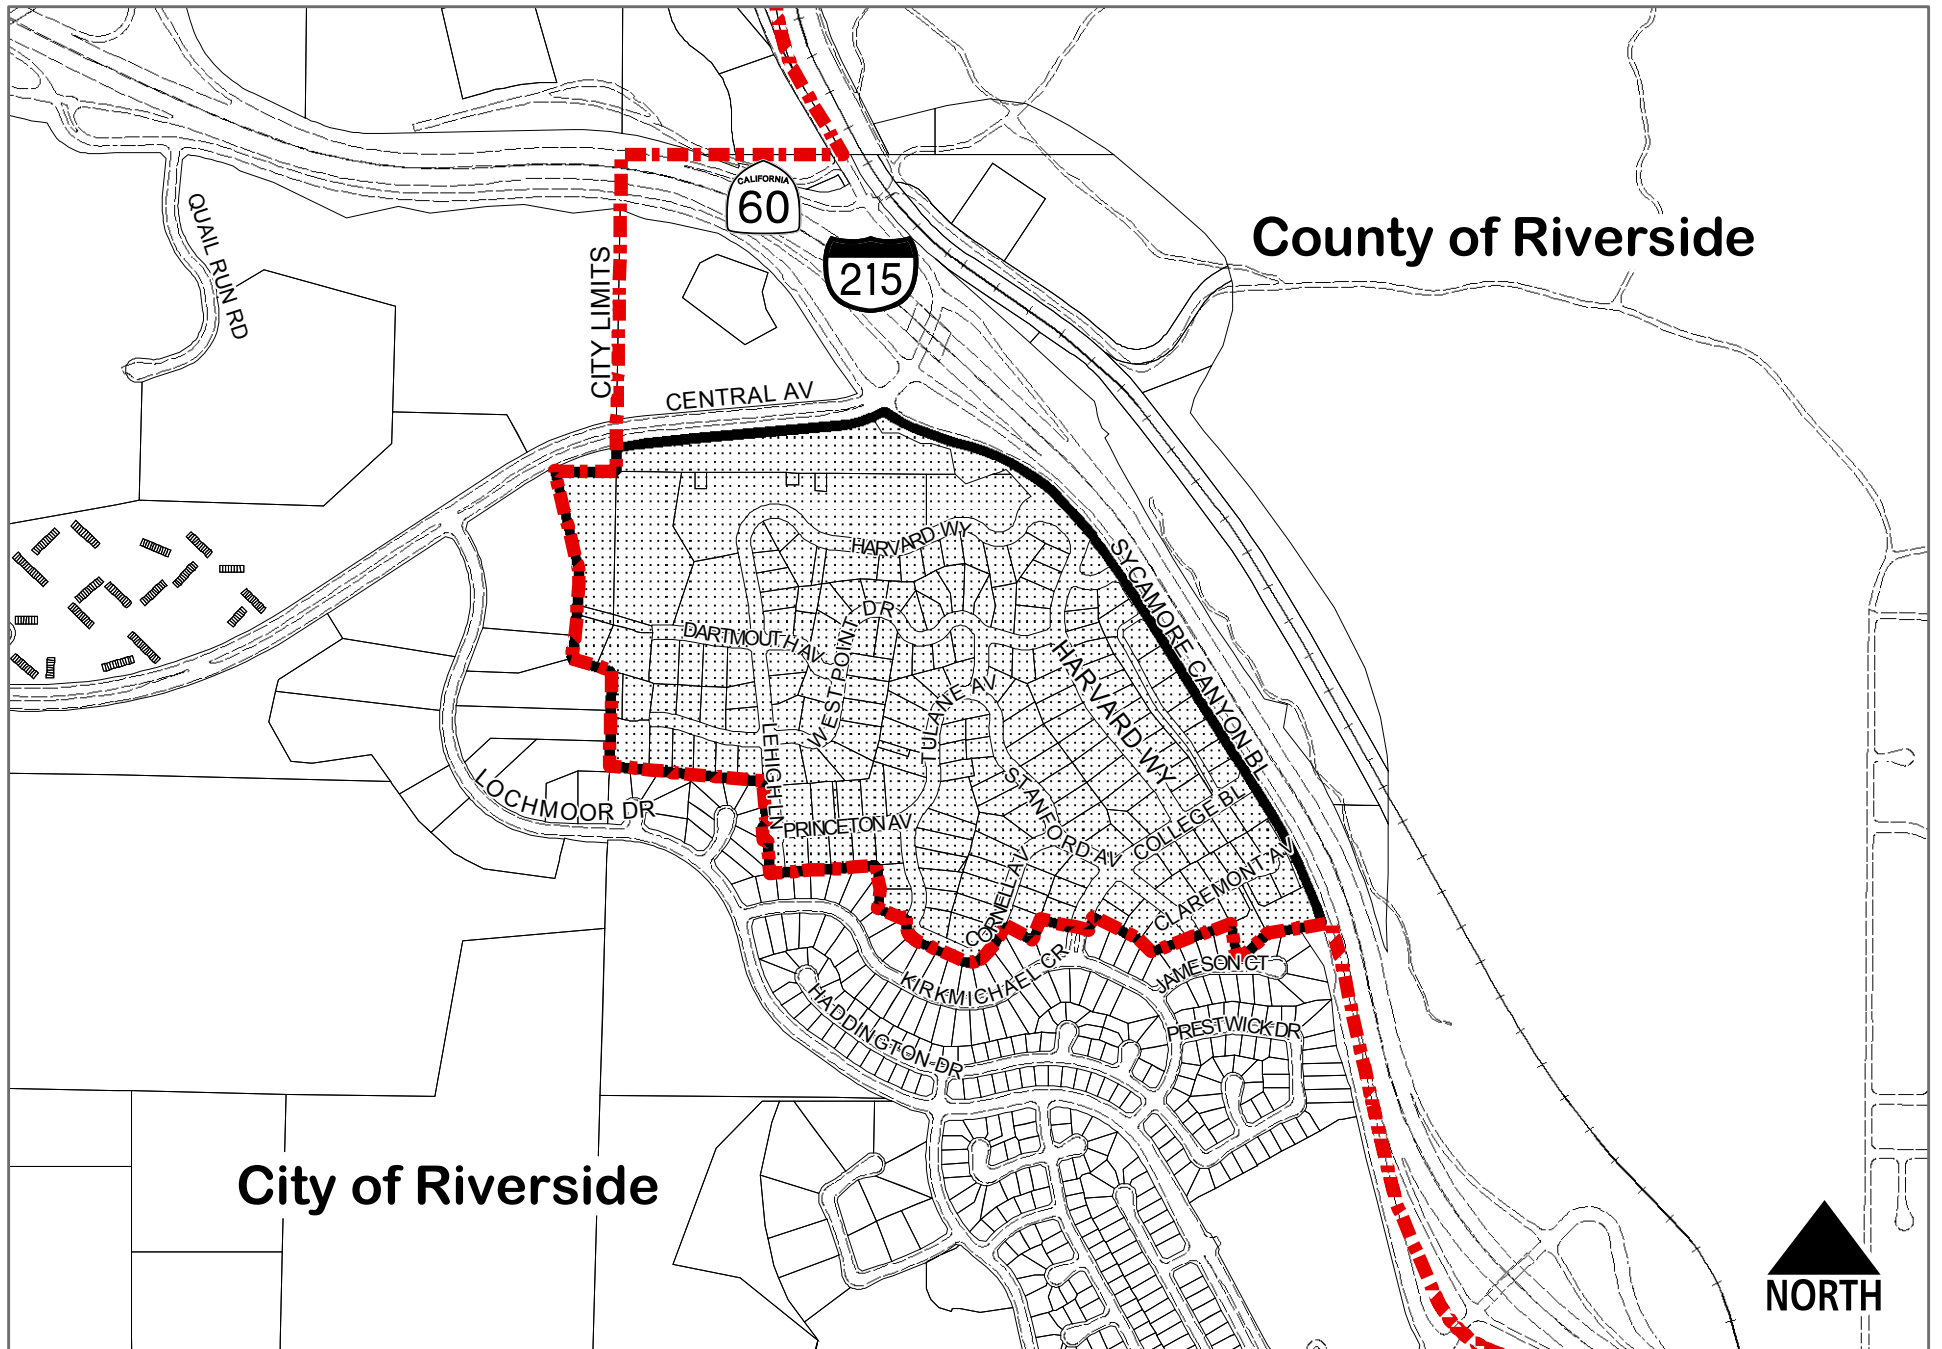 CALIFORNIA
60
215
County of Riverside
QUAIL RUN RD
CITY LIMITS
CENTRAL AV
HARVARD WY
SYCAMORE CANYON BL
DR
WEST POINT
DARTMOUTH AV
HARVARD WY
TULANE AV
LEHIGH LN
STANFORD AV
LOCHMOOR DR
PRINCETON AV
COLLEGE BL
CLAREMONT AV
CORNELL AV
KIRKMICHAEL CR
JAMESON CT
HADDINGTON DR
PRESTWICK DR
City of Riverside
NORTH